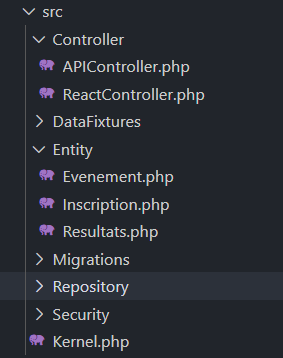 src
Controller
APIController.php
ReactController.php
DataFixtures
Entity
Evenement.php
Inscription.php
Resultats.php
Migrations
Repository
Security
Kernel.php